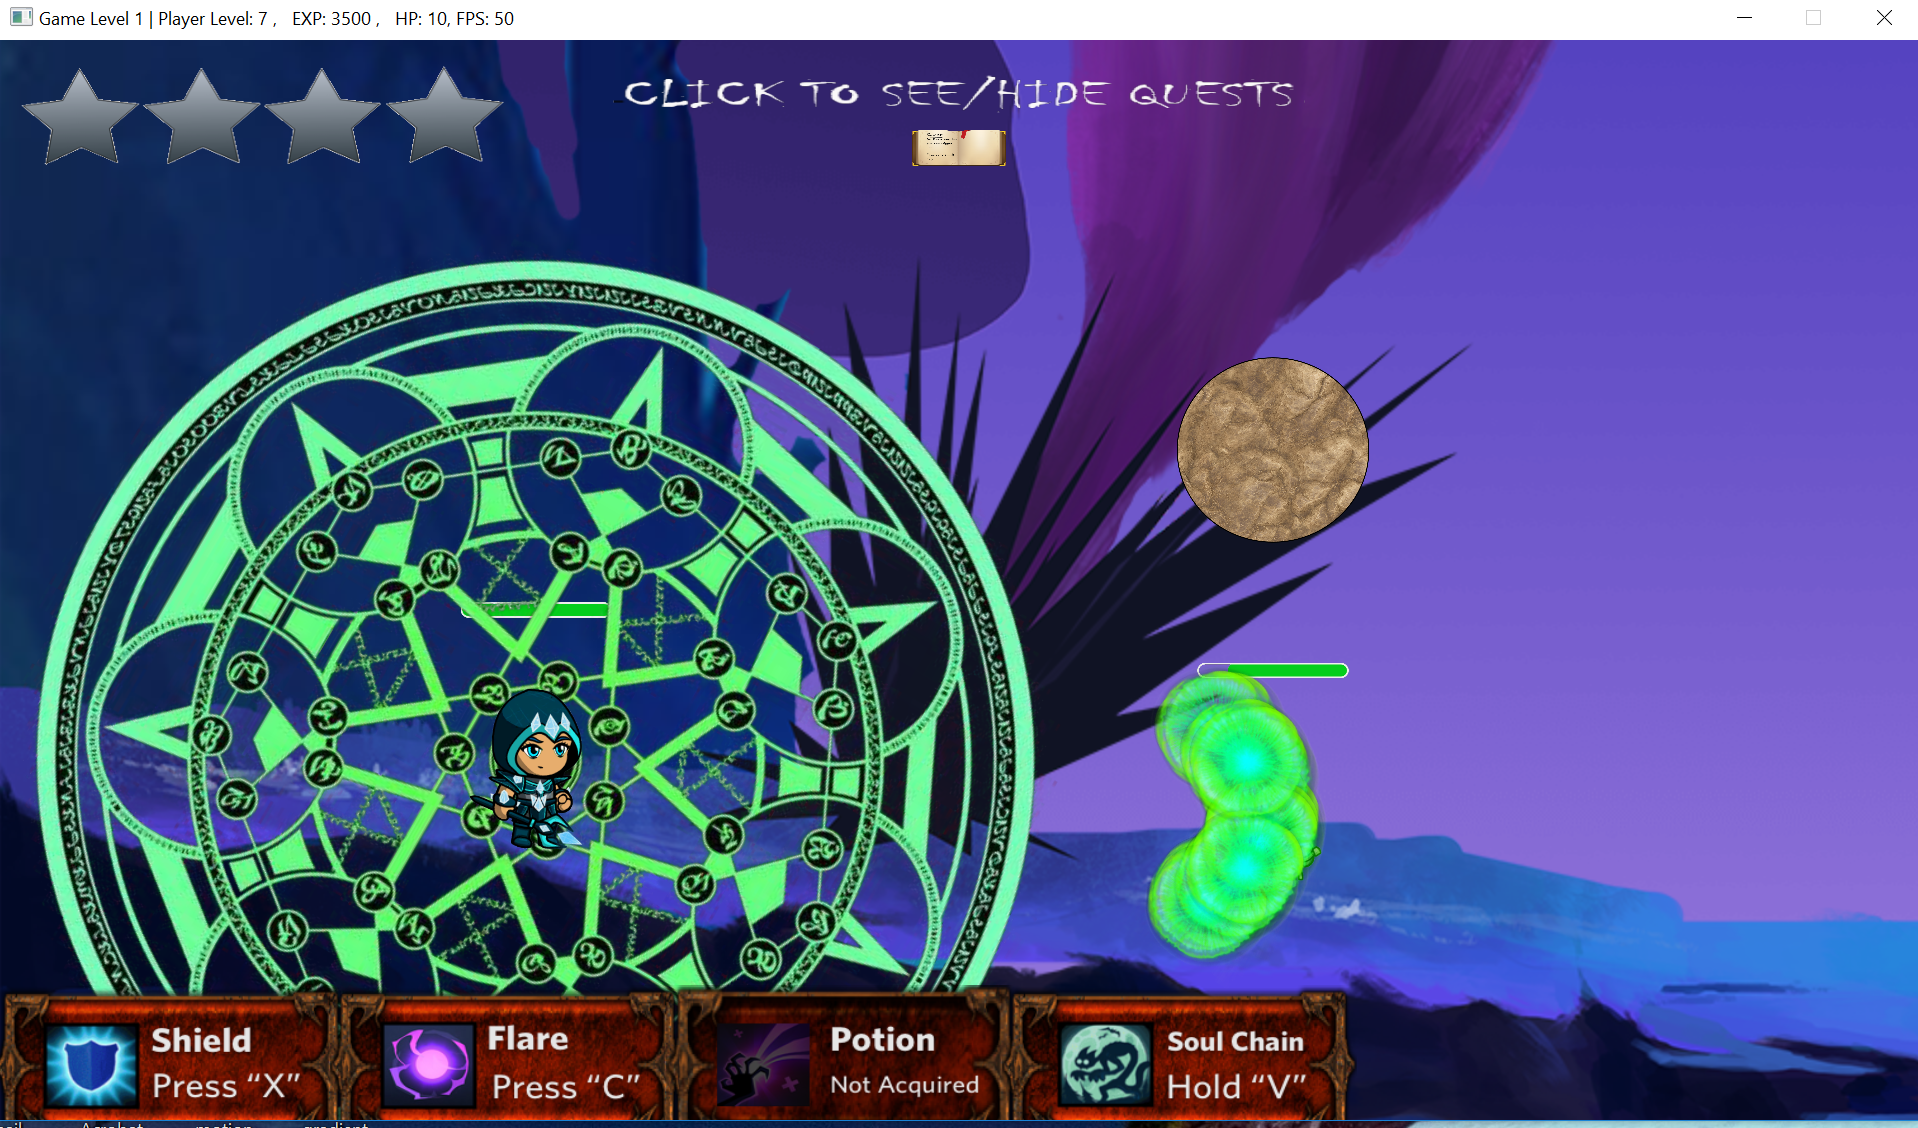 Game Level 1 | Player Level: 7 ,   EXP: 3500 ,   HP: 10, FPS: 50
CLICK TO SEE/HIDE QUESTS
Shield
Press “X”
Flare
Press “C”
Potion
Not Acquired
Soul Chain
Hold “V”